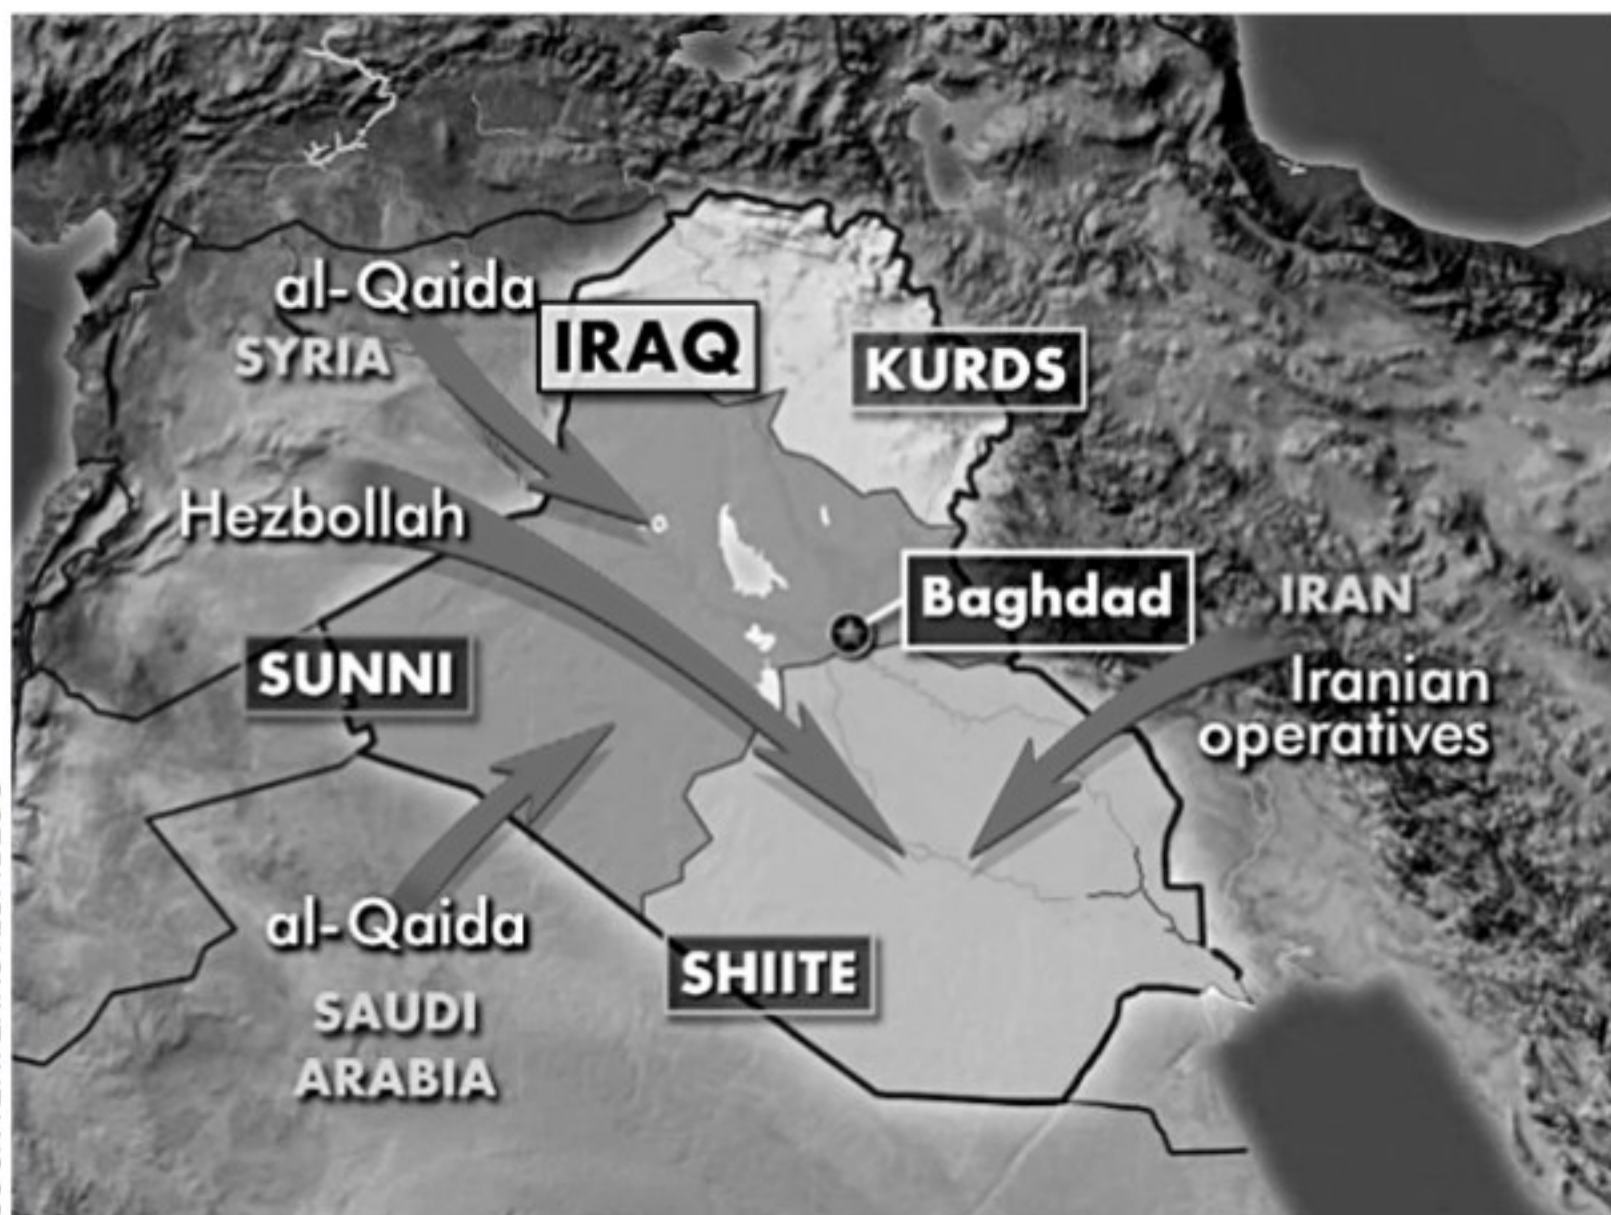 al-Qaida
SYRIA
IRAQ
KURDS
Hezbollah
Baghdad
IRAN
Iranian
operatives
SUNNI
al-Qaida
SAUDI
ARABIA
SHIITE